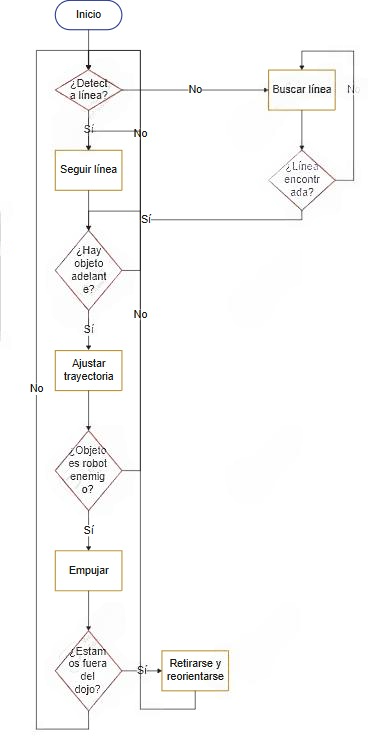 Inicio
¿Detect
a línea?
No
Buscar línea
No
Sí
No
Seguir línea
¿Línea
encontr
ada?
Sí
¿Hay
objeto
adelant
e?
No
Sí
Ajustar
trayectoria
No
¿Objeto
es robot
enemig
o?
Sí
Empujar
¿Estam
os fuera
del
dojo?
Sí
Retirarse y
reorientarse